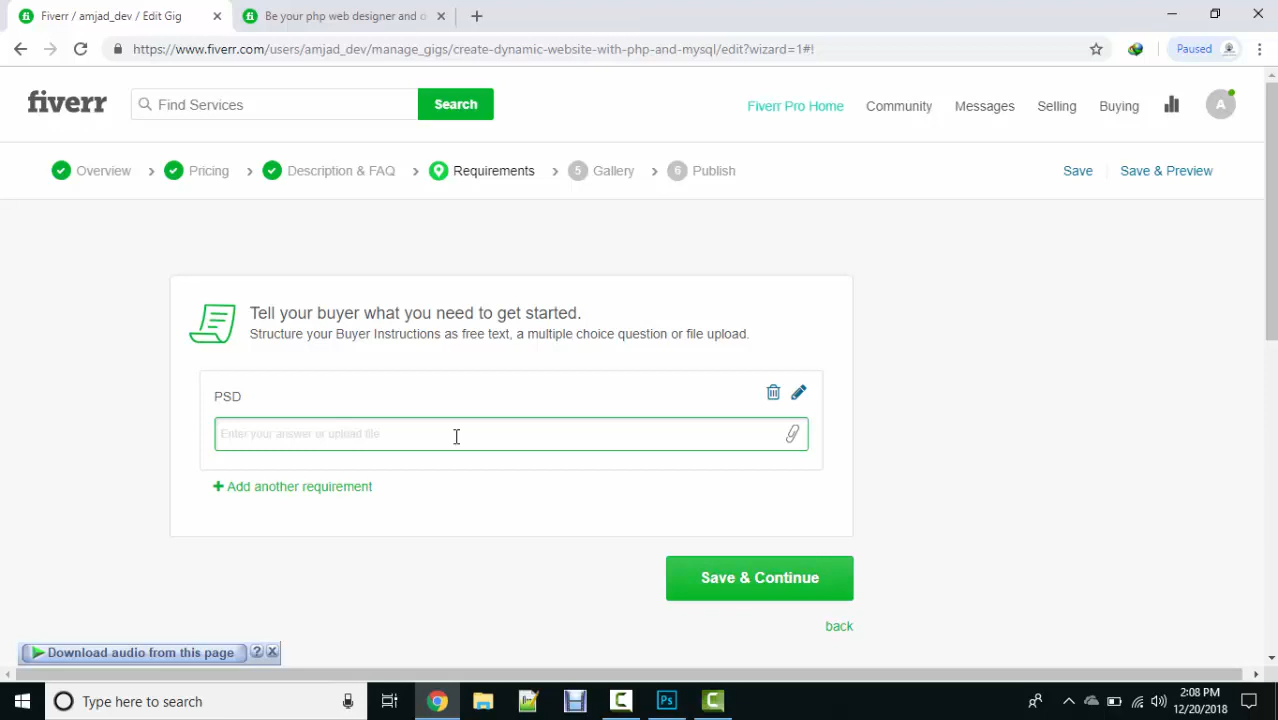 Fiverr / amjad_dev / Edit Gig
Be your php web designer and o
https://www.fiverr.com/users/amjad_dev/manage_gigs/create-dynamic-website-with-php-and-mysql/edit?wizard=1#!
Paused
fiverr
Find Services
Search
Fiverr Pro Home
Community
Messages
Selling
Buying
A
Overview
Pricing
Description & FAQ
Requirements
5 Gallery
6 Publish
Save
Save & Preview
Tell your buyer what you need to get started.
Structure your Buyer Instructions as free text, a multiple choice question or file upload.
PSD
Enter your answer or upload file
+ Add another requirement
Save & Continue
back
Download audio from this page
?
Type here to search
Ps
2:08 PM
12/20/2018